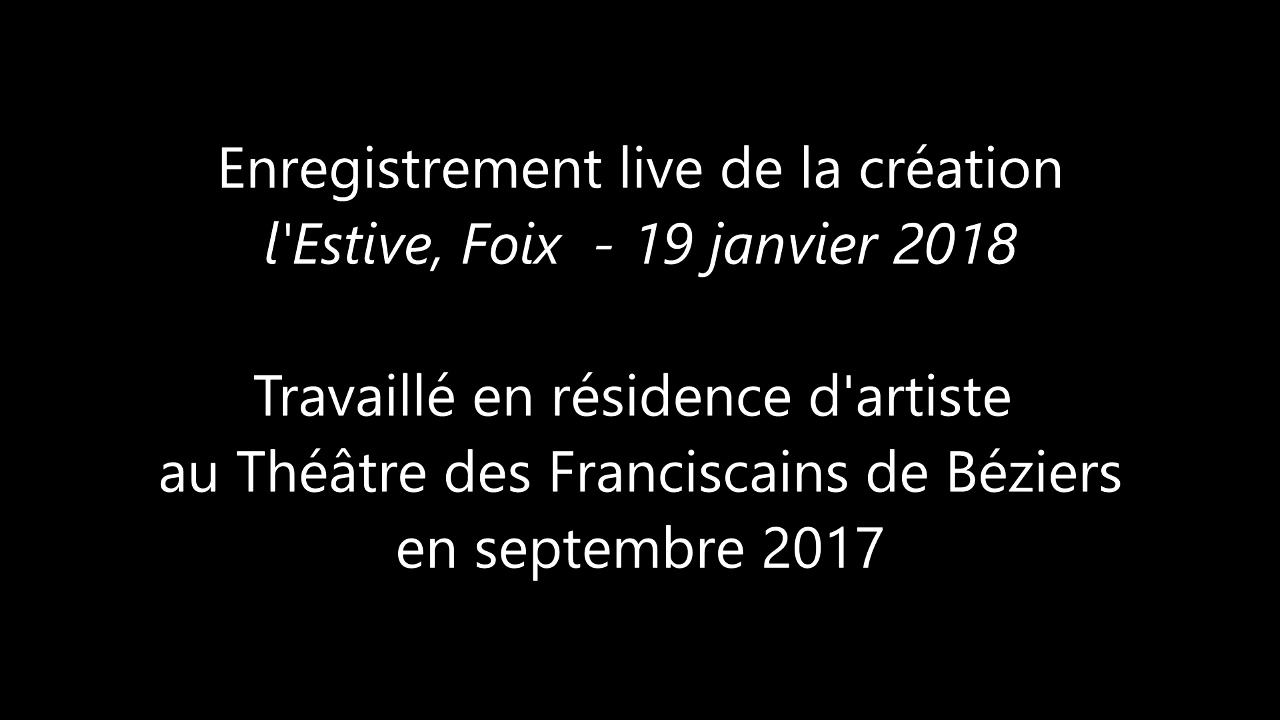 Enregistrement live de la création
l'Estive, Foix - 19 janvier 2018
Travaillé en résidence d'artiste
au Théâtre des Franciscains de Béziers
en septembre 2017